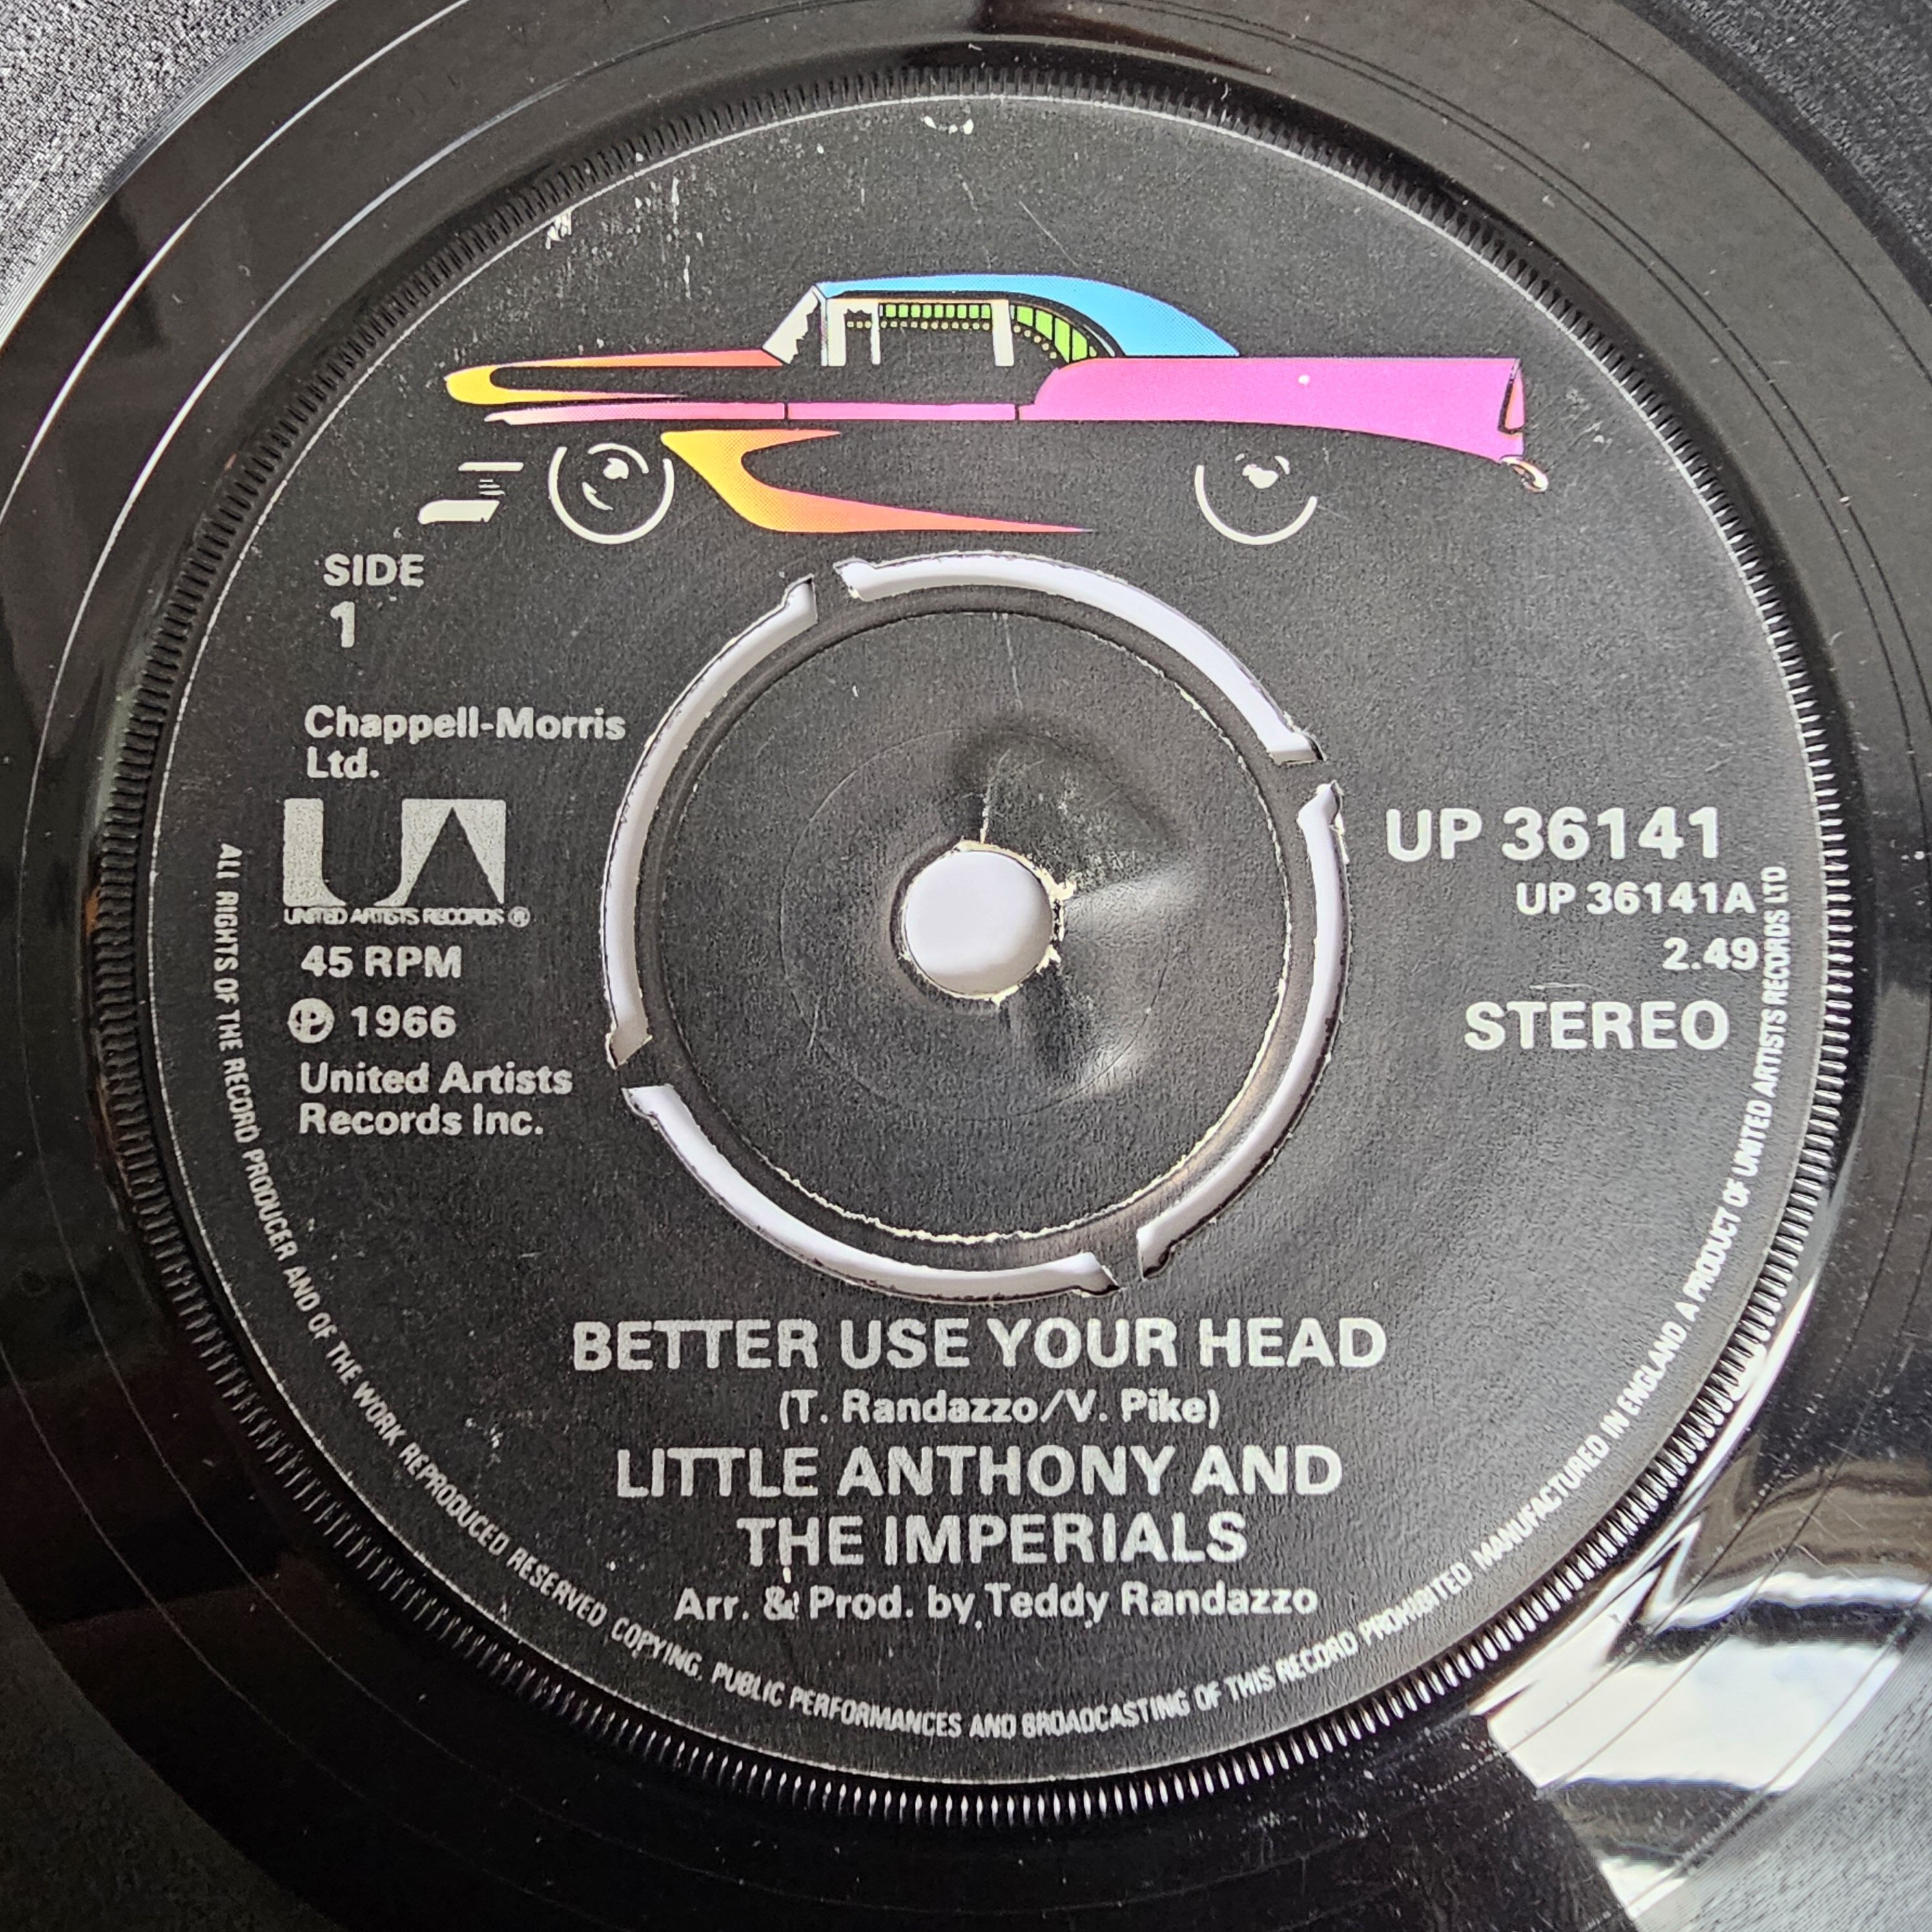 SIDE
1
Chappell-Morris
Ltd.
UA
UNITED ARTISTS RECORDS ®
45 RPM
℗ 1966
United Artists
Records Inc.
UP 36141
UP 36141A
2.49
STEREO
BETTER USE YOUR HEAD
(T. Randazzo/V. Pike)
LITTLE ANTHONY AND
THE IMPERIALS
Arr. & Prod. by Teddy Randazzo
ALL RIGHTS OF THE RECORD PRODUCER AND OF THE WORK REPRODUCED RESERVED COPYING, PUBLIC PERFORMANCES AND BROADCASTING OF THIS RECORD PROHIBITED MANUFACTURED IN ENGLAND A PRODUCT OF UNITED ARTISTS RECORDS LTD